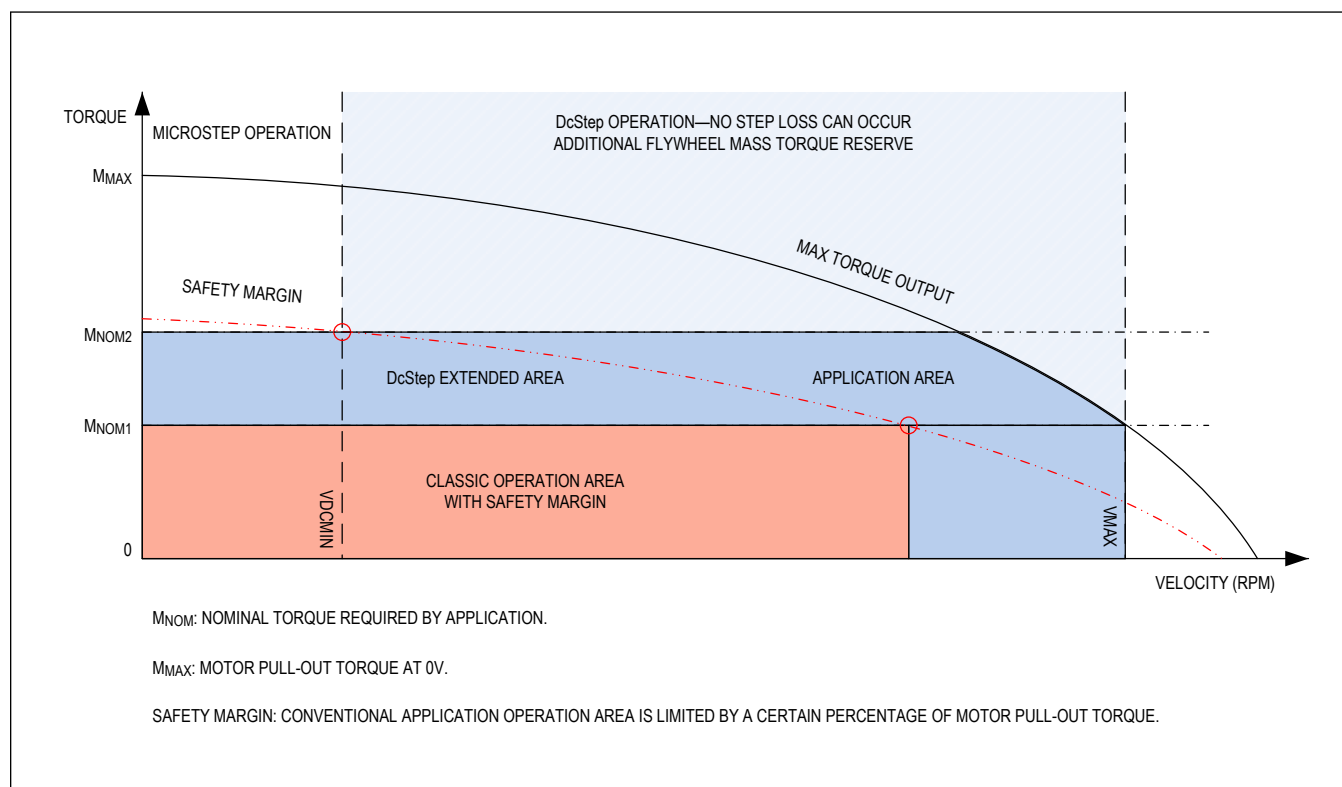 TORQUE
MICROSTEP OPERATION
DcStep OPERATION—NO STEP LOSS CAN OCCUR
ADDITIONAL FLYWHEEL MASS TORQUE RESERVE
MMAX
MAX TORQUE OUTPUT
SAFETY MARGIN
MNOM2
DcStep EXTENDED AREA
APPLICATION AREA
MNOM1
CLASSIC OPERATION AREA
WITH SAFETY MARGIN
VDCMIN
VMAX
0
VELOCITY (RPM)
MNOM: NOMINAL TORQUE REQUIRED BY APPLICATION.
MMAX: MOTOR PULL-OUT TORQUE AT 0V.
SAFETY MARGIN: CONVENTIONAL APPLICATION OPERATION AREA IS LIMITED BY A CERTAIN PERCENTAGE OF MOTOR PULL-OUT TORQUE.